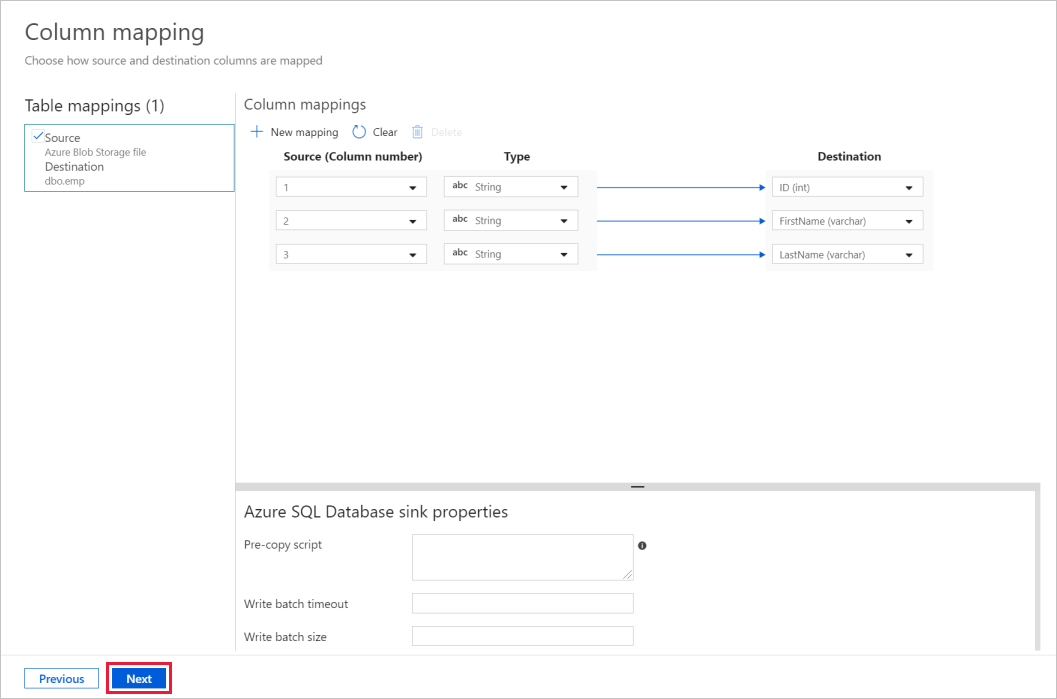 Column mapping
Choose how source and destination columns are mapped
Table mappings (1)
Source
Azure Blob Storage file
Destination
dbo.emp
Column mappings
New mapping Clear Delete
Source (Column number) Type Destination
1 abc String ID (int)
2 abc String FirstName (varchar)
3 abc String LastName (varchar)
Azure SQL Database sink properties
Pre-copy script
Write batch timeout
Write batch size
Previous Next